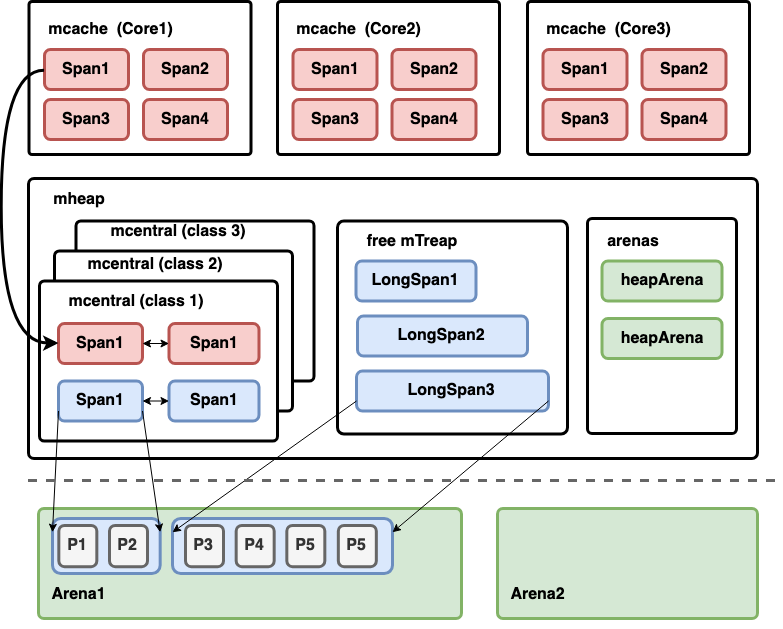 mcache (Core1)
Span1 Span2
Span3 Span4
mcache (Core2)
Span1 Span2
Span3 Span4
mcache (Core3)
Span1 Span2
Span3 Span4
mheap
mcentral (class 3)
mcentral (class 2)
mcentral (class 1)
Span1 Span1
Span1 Span1
free mTreap
LongSpan1
LongSpan2
LongSpan3
arenas
heapArena
heapArena
P1 P2 P3 P4 P5 P5
Arena1
Arena2